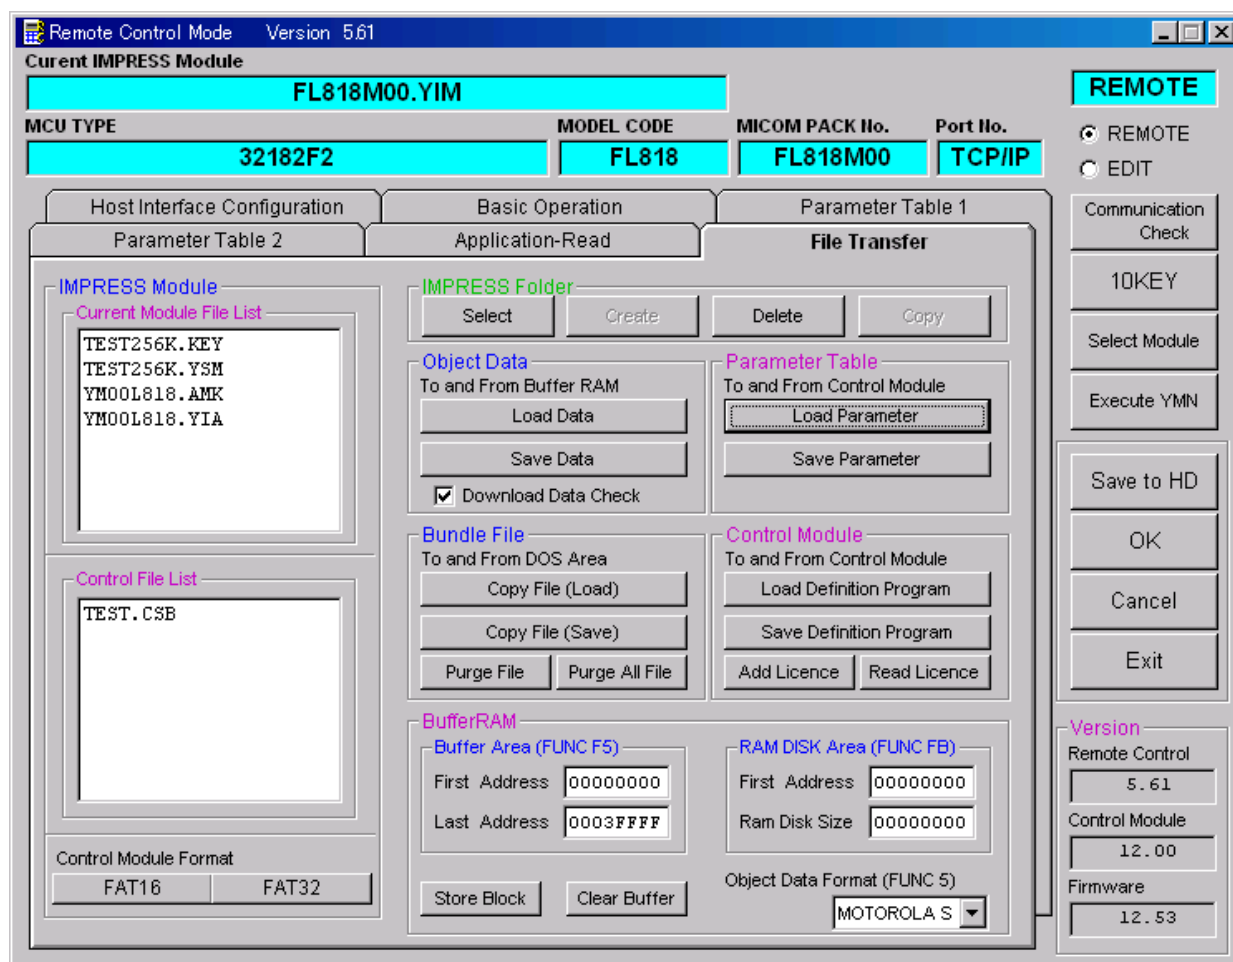 Remote Control Mode Version 5.61
Curent IMPRESS Module
FL818M00.YIM
REMOTE
MCU TYPE
MODEL CODE
MICOM PACK No.
Port No.
32182F2
FL818
FL818M00
TCP/IP
REMOTE
EDIT
Host Interface Configuration
Basic Operation
Parameter Table 1
Parameter Table 2
Application-Read
File Transfer
IMPRESS Module
Current Module File List
TEST256K.KEY
TEST256K.YSM
YM00L818.AMK
YM00L818.YIA
Control File List
TEST.CSB
Control Module Format
FAT16
FAT32
IMPRESS Folder
Select
Create
Delete
Copy
Object Data
To and From Buffer RAM
Load Data
Save Data
Download Data Check
Parameter Table
To and From Control Module
Load Parameter
Save Parameter
Bundle File
To and From DOS Area
Copy File (Load)
Copy File (Save)
Purge File
Purge All File
Control Module
To and From Control Module
Load Definition Program
Save Definition Program
Add Licence
Read Licence
BufferRAM
Buffer Area (FUNC F5)
First Address
00000000
Last Address
0003FFFF
RAM DISK Area (FUNC FB)
First Address
00000000
Ram Disk Size
00000000
Store Block
Clear Buffer
Object Data Format (FUNC 5)
MOTOROLA S
Communication
Check
10KEY
Select Module
Execute YMN
Save to HD
OK
Cancel
Exit
Version
Remote Control
5.61
Control Module
12.00
Firmware
12.53